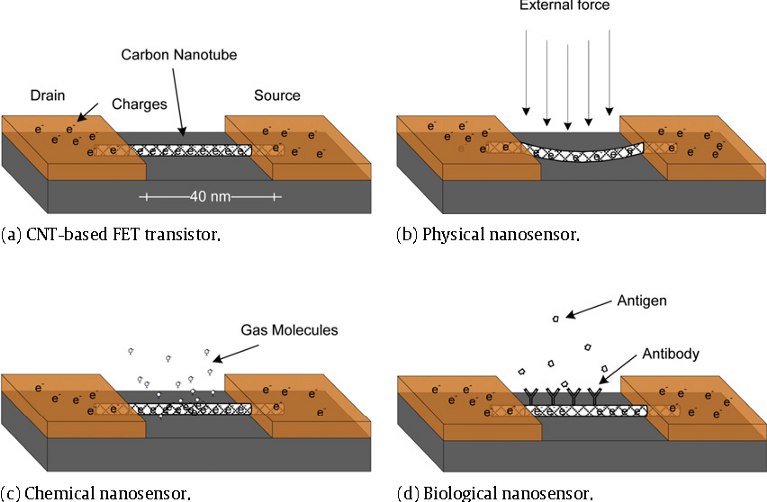 External force
Carbon Nanotube
Drain
Charges
Source
e⁻ e⁻ e⁻ e⁻ e⁻ e⁻ e⁻ e⁻ e⁻ e⁻ e⁻
40 nm
(a) CNT-based FET transistor.
(b) Physical nanosensor.
Gas Molecules
Antigen
Antibody
(c) Chemical nanosensor.
(d) Biological nanosensor.